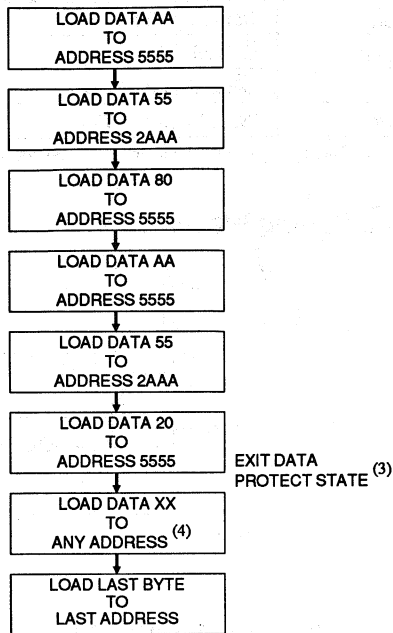 LOAD DATA AA
TO
ADDRESS 5555
LOAD DATA 55
TO
ADDRESS 2AAA
LOAD DATA 80
TO
ADDRESS 5555
LOAD DATA AA
TO
ADDRESS 5555
LOAD DATA 55
TO
ADDRESS 2AAA
LOAD DATA 20
TO
ADDRESS 5555
EXIT DATA
PROTECT STATE (3)
LOAD DATA XX
TO
ANY ADDRESS (4)
LOAD LAST BYTE
TO
LAST ADDRESS